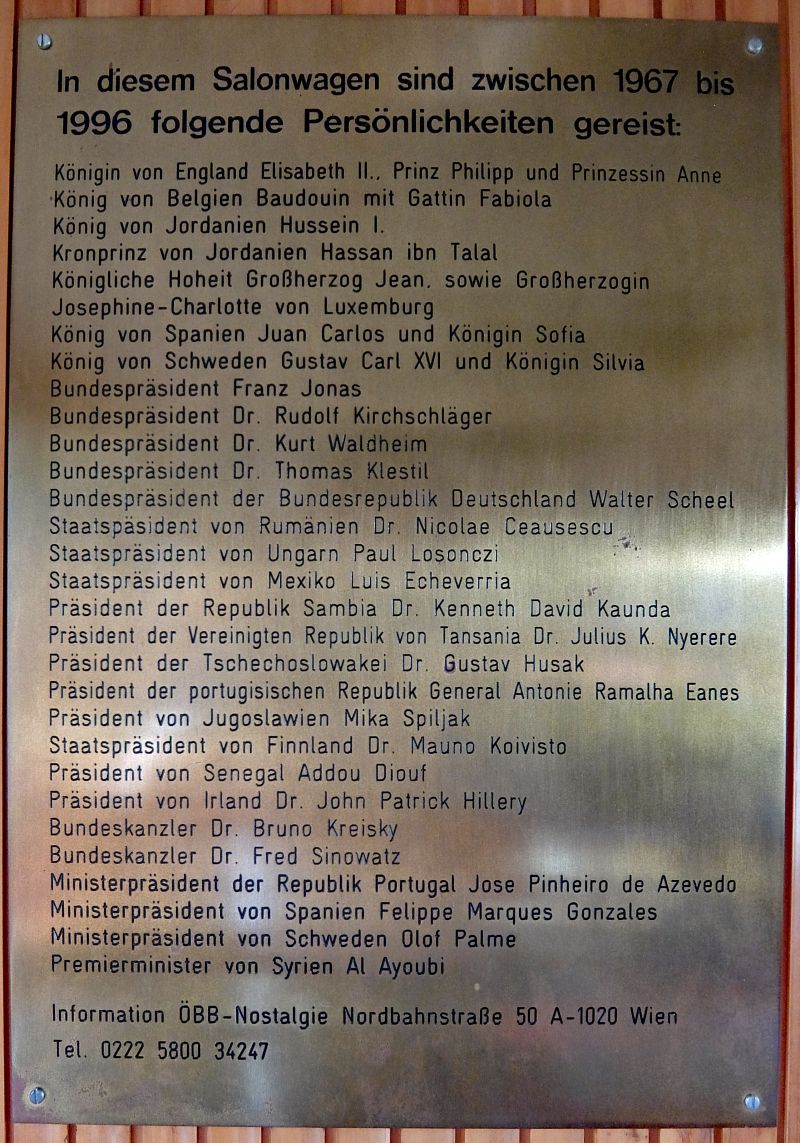 In diesem Salonwagen sind zwischen 1967 bis
1996 folgende Persönlichkeiten gereist:
Königin von England Elisabeth II., Prinz Philipp und Prinzessin Anne
König von Belgien Baudouin mit Gattin Fabiola
König von Jordanien Hussein I.
Kronprinz von Jordanien Hassan ibn Talal
Königliche Hoheit Großherzog Jean, sowie Großherzogin
Josephine-Charlotte von Luxemburg
König von Spanien Juan Carlos und Königin Sofia
König von Schweden Gustav Carl XVI und Königin Silvia
Bundespräsident Franz Jonas
Bundespräsident Dr. Rudolf Kirchschläger
Bundespräsident Dr. Kurt Waldheim
Bundespräsident Dr. Thomas Klestil
Bundespräsident der Bundesrepublik Deutschland Walter Scheel
Staatspäsident von Rumänien Dr. Nicolae Ceausescu
Staatspräsident von Ungarn Paul Losonczi
Staatspräsident von Mexiko Luis Echeverria
Präsident der Republik Sambia Dr. Kenneth David Kaunda
Präsident der Vereinigten Republik von Tansania Dr. Julius K. Nyerere
Präsident der Tschechoslowakei Dr. Gustav Husak
Präsident der portugisischen Republik General Antonie Ramalha Eanes
Präsident von Jugoslawien Mika Spiljak
Staatspräsident von Finnland Dr. Mauno Koivisto
Präsident von Senegal Addou Diouf
Präsident von Irland Dr. John Patrick Hillery
Bundeskanzler Dr. Bruno Kreisky
Bundeskanzler Dr. Fred Sinowatz
Ministerpräsident der Republik Portugal Jose Pinheiro de Azevedo
Ministerpräsident von Spanien Felippe Marques Gonzales
Ministerpräsident von Schweden Olof Palme
Premierminister von Syrien Al Ayoubi
Information ÖBB-Nostalgie Nordbahnstraße 50 A-1020 Wien
Tel. 0222 5800 34247